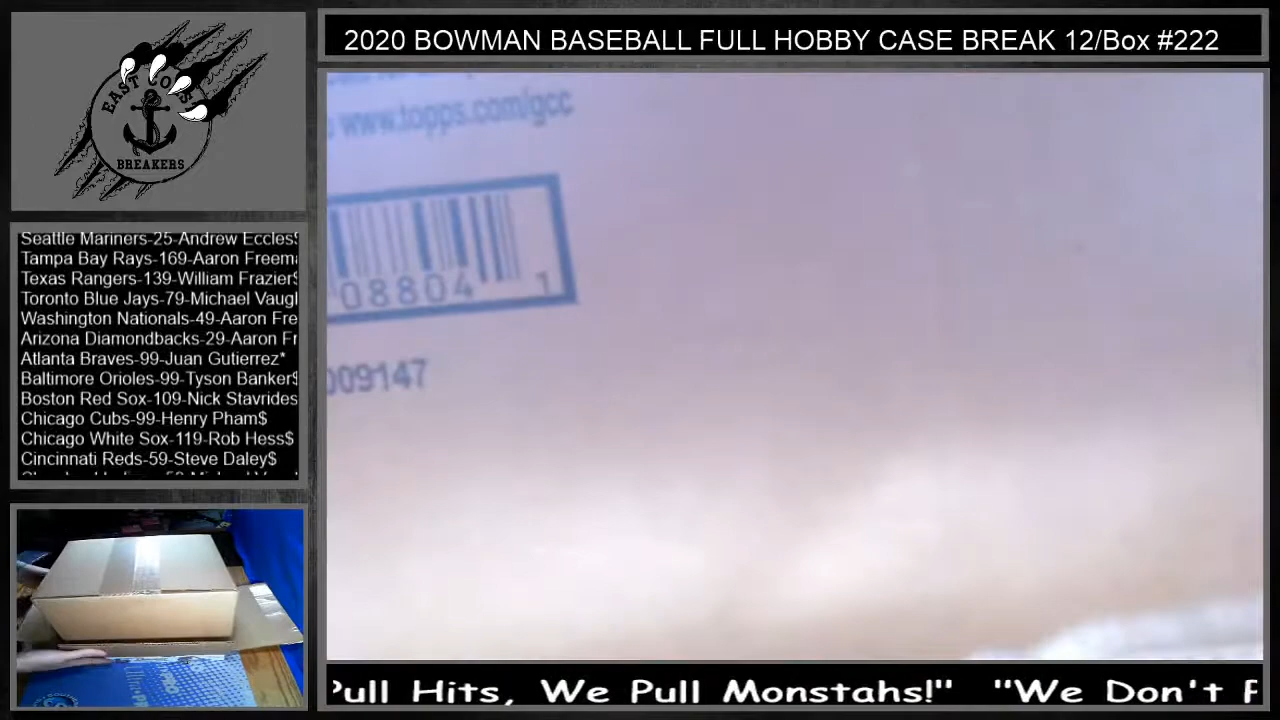 EAST COAST
BREAKERS
2020 BOWMAN BASEBALL FULL HOBBY CASE BREAK 12/Box #222
www.topps.com/gcc
08804 1
009147
Seattle Mariners-25-Andrew Eccles$
Tampa Bay Rays-169-Aaron Freema
Texas Rangers-139-William Frazier$
Toronto Blue Jays-79-Michael Vaugl
Washington Nationals-49-Aaron Fre
Arizona Diamondbacks-29-Aaron Fr
Atlanta Braves-99-Juan Gutierrez*
Baltimore Orioles-99-Tyson Banker$
Boston Red Sox-109-Nick Stavrides
Chicago Cubs-99-Henry Pham$
Chicago White Sox-119-Rob Hess$
Cincinnati Reds-59-Steve Daley$
Pull Hits, We Pull Monstahs!" "We Don't P